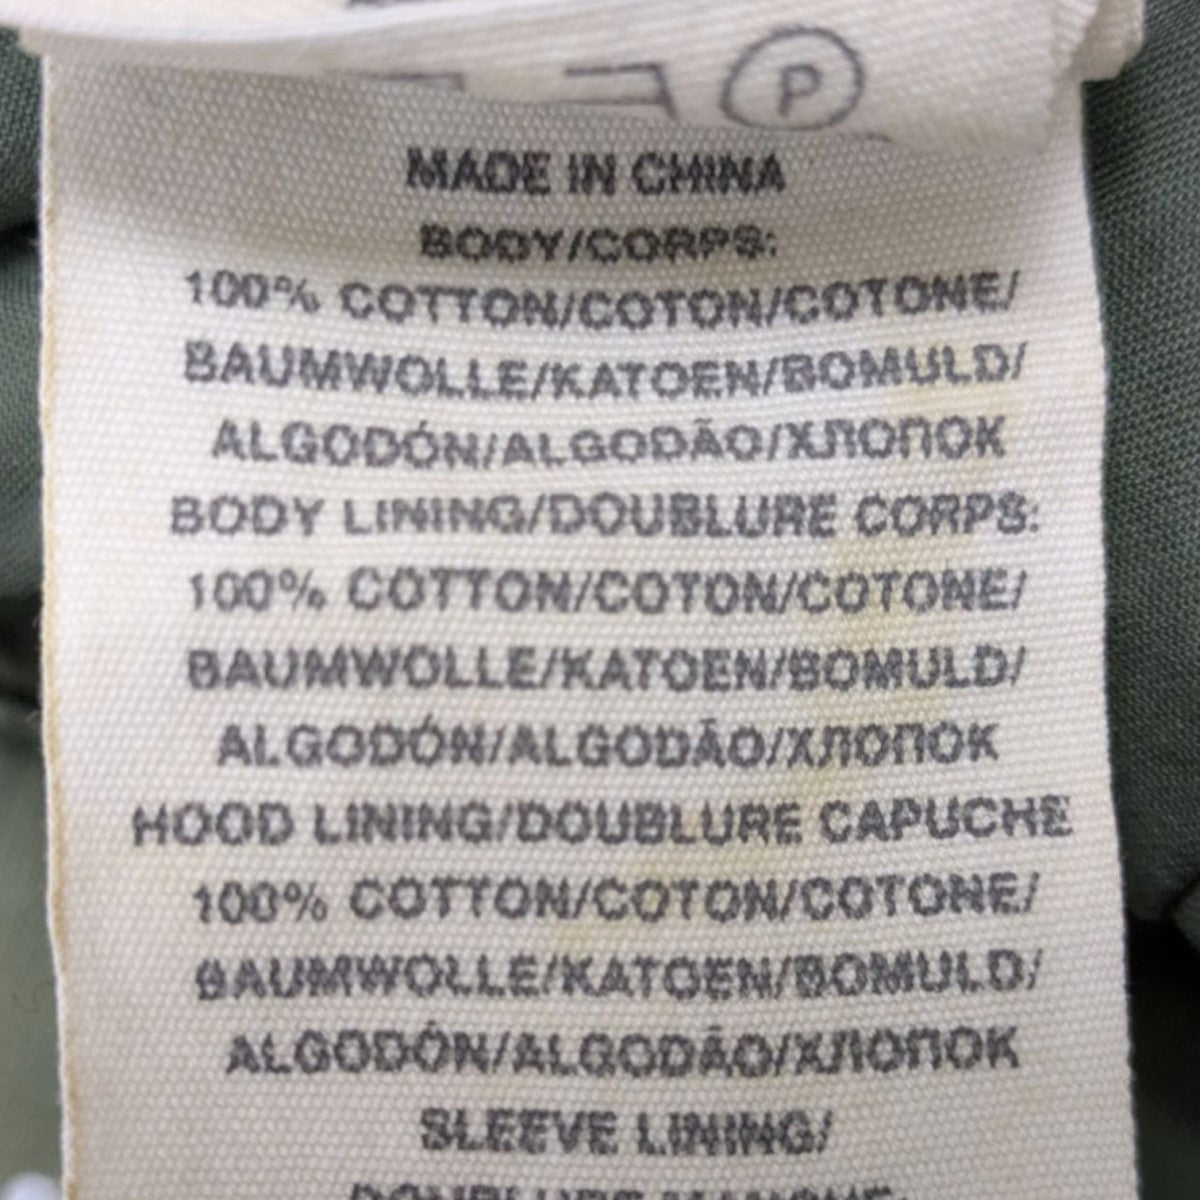 P
MADE IN CHINA
BODY/CORPS:
100% COTTON/COTON/COTONE/
BAUMWOLLE/KATOEN/BOMULD/
ALGODÓN/ALGODÃO/ХЛОПОК
BODY LINING/DOUBLURE CORPS:
100% COTTON/COTON/COTONE/
BAUMWOLLE/KATOEN/BOMULD/
ALGODÓN/ALGODÃO/ХЛОПОК
HOOD LINING/DOUBLURE CAPUCHE
100% COTTON/COTON/COTONE/
BAUMWOLLE/KATOEN/BOMULD/
ALGODÓN/ALGODÃO/ХЛОПОК
SLEEVE LINING/
DOUBLURE MANCHE